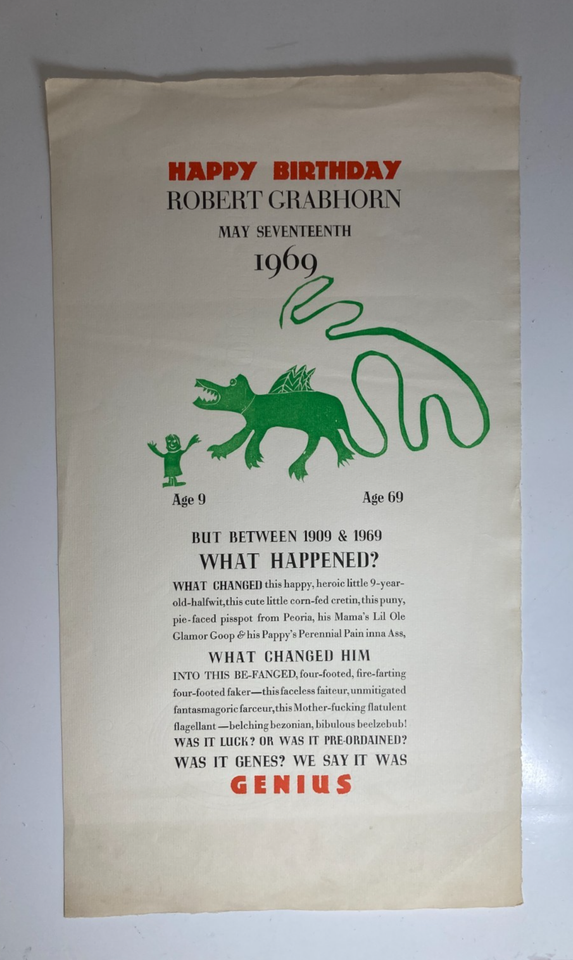 HAPPY BIRTHDAY
ROBERT GRABHORN
MAY SEVENTEENTH
1969
Age 9 Age 69
BUT BETWEEN 1909 & 1969
WHAT HAPPENED?
WHAT CHANGED this happy, heroic little 9-year-
old-halfwit, this cute little corn-fed cretin, this puny,
pie-faced pisspot from Peoria, his Mama's Lil Ole
Glamor Goop & his Pappy's Perennial Pain inna Ass,
WHAT CHANGED HIM
INTO THIS BE-FANGED, four-footed, fire-farting
four-footed faker—this faceless faiteur, unmitigated
fantasmagoric farceur, this Mother-fucking flatulent
flagellant—belching bezonian, bibulous beelzebub!
WAS IT LUCK? OR WAS IT PRE-ORDAINED?
WAS IT GENES? WE SAY IT WAS
GENIUS